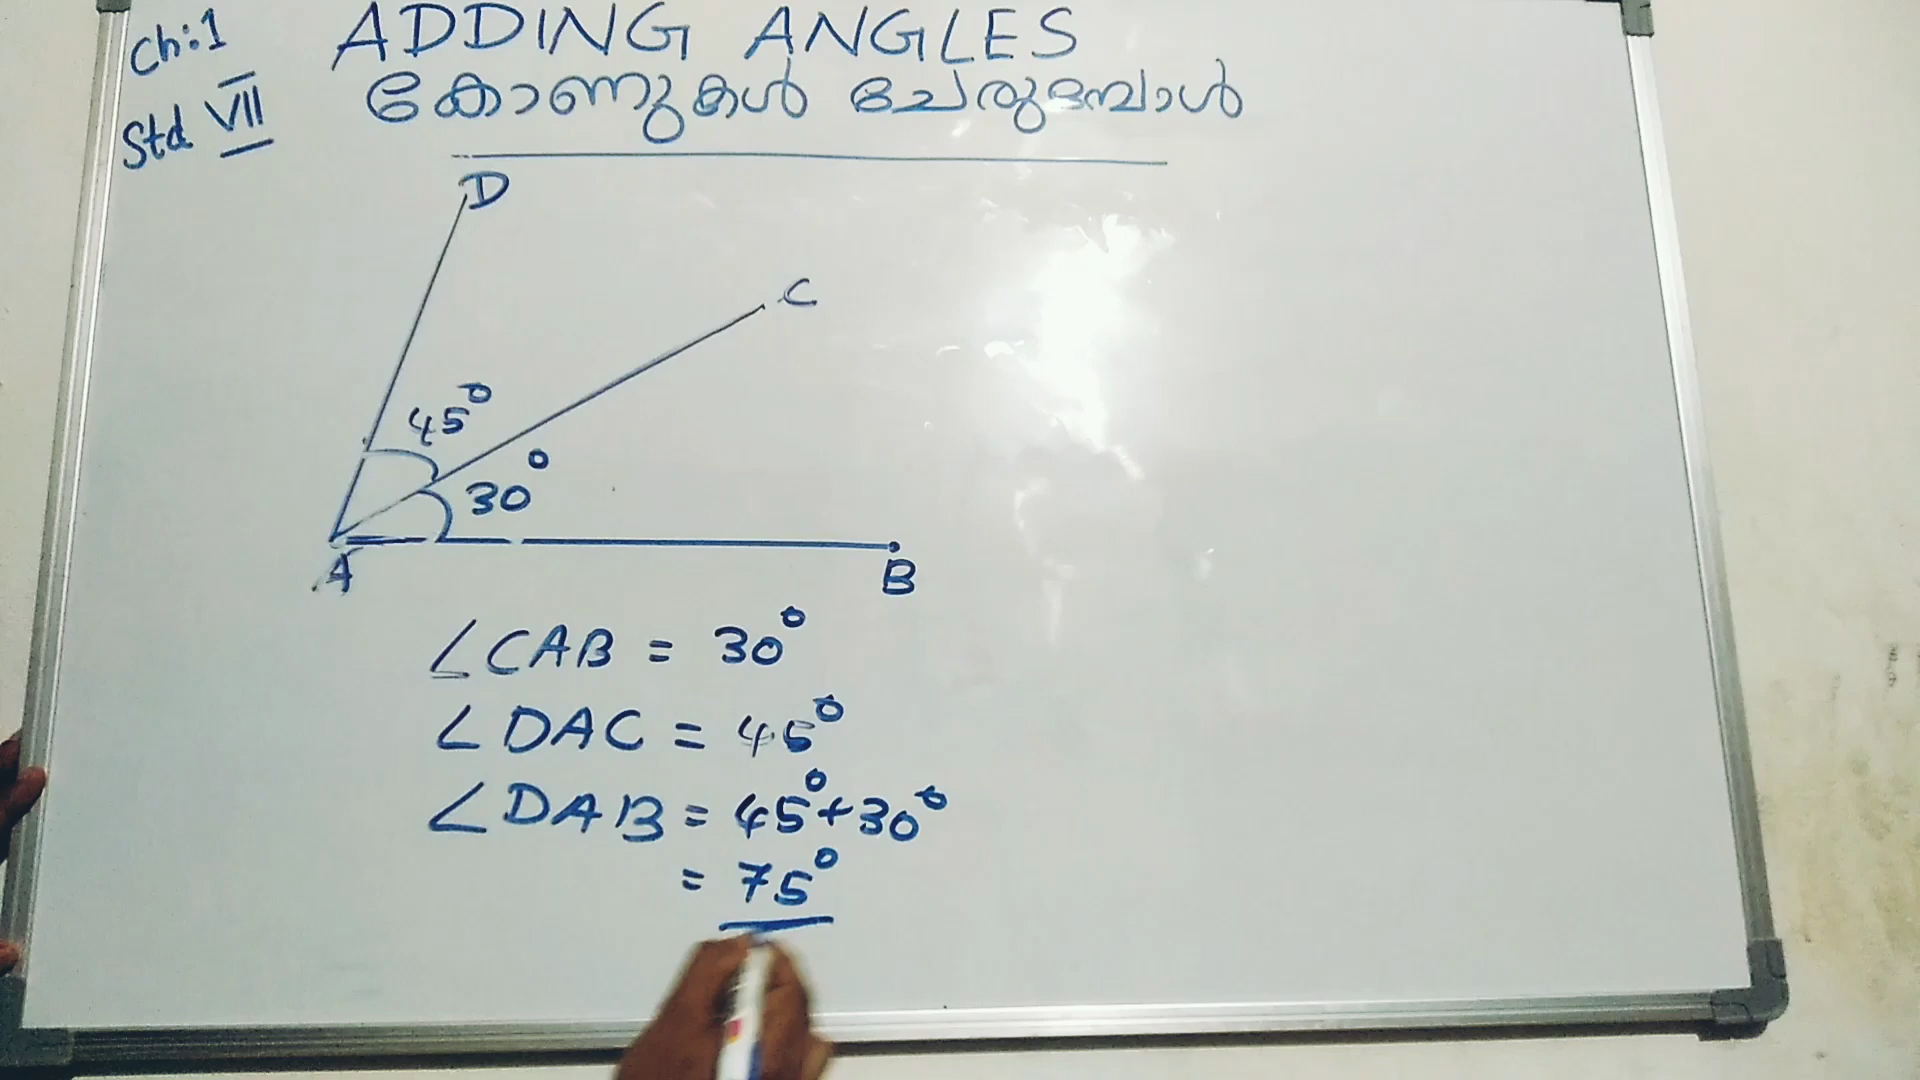 Ch:1
ADDING ANGLES
Std VII
കോണുകൾ ചേരുമ്പോൾ
D
C
45°
30°
A
B
∠CAB = 30°
∠DAC = 45°
∠DAB = 45°+30°
= 75°